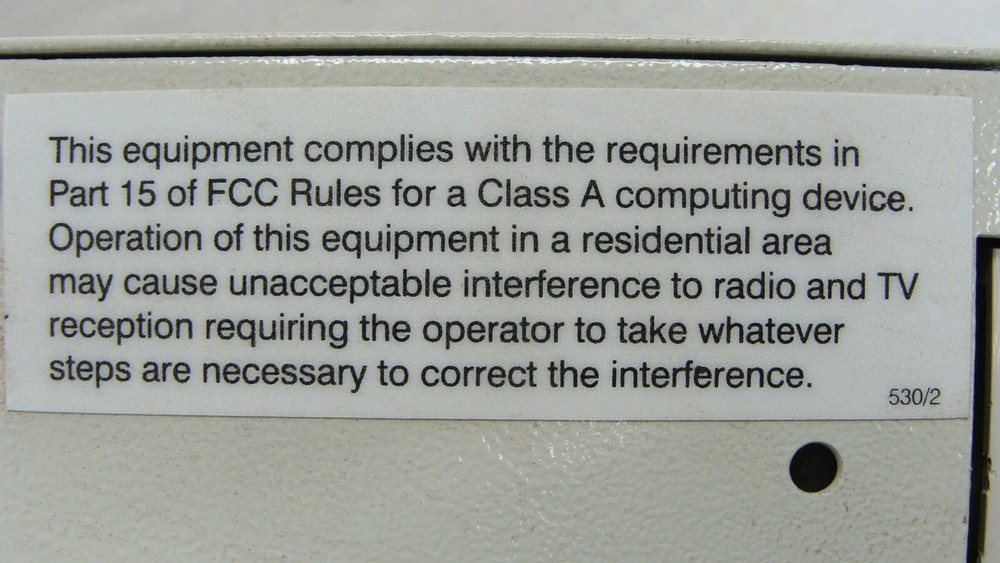 This equipment complies with the requirements in
Part 15 of FCC Rules for a Class A computing device.
Operation of this equipment in a residential area
may cause unacceptable interference to radio and TV
reception requiring the operator to take whatever
steps are necessary to correct the interference.
530/2